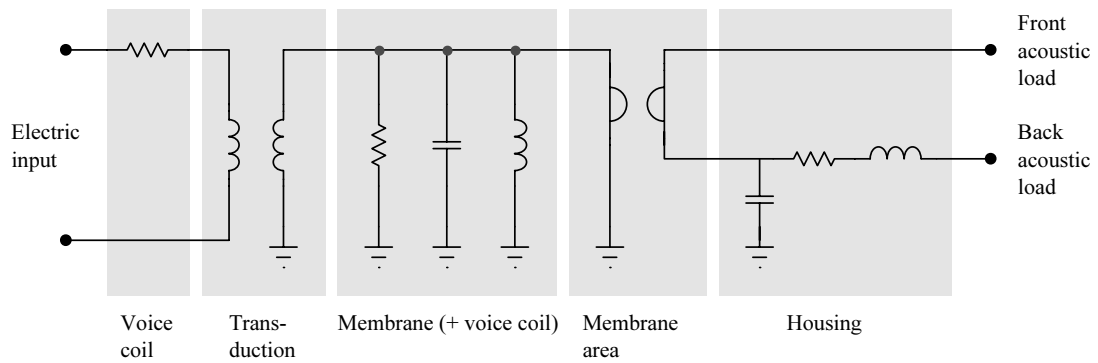 Front
acoustic
load
Electric
input
Back
acoustic
load
Voice
coil
Trans-
duction
Membrane (+ voice coil)
Membrane
area
Housing